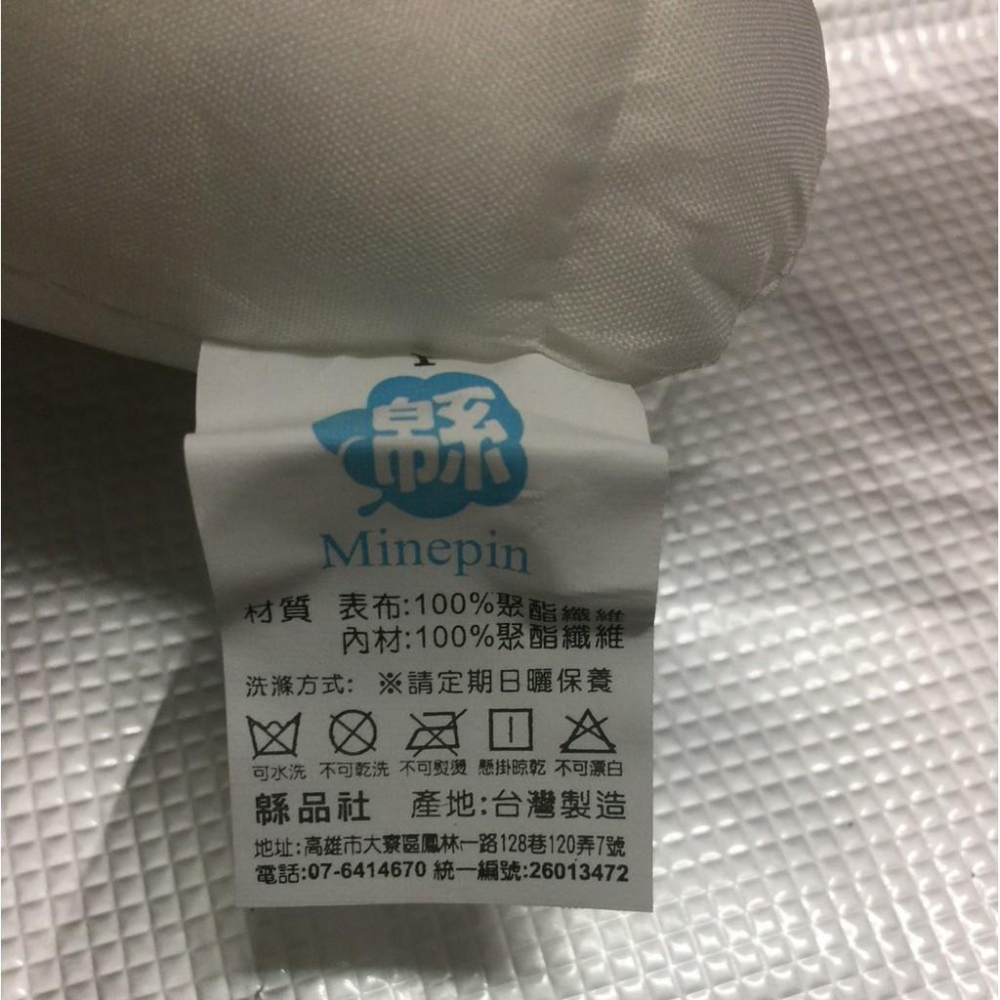 緜
Minepin
材質 表布:100%聚酯纖維
內材:100%聚酯纖維
洗滌方式: ※請定期日曬保養
可水洗 不可乾洗 不可熨燙 懸掛晾乾 不可漂白
緜品社 產地:台灣製造
地址:高雄市大寮區鳳林一路128巷120弄7號
電話:07-6414670 統一編號:26013472